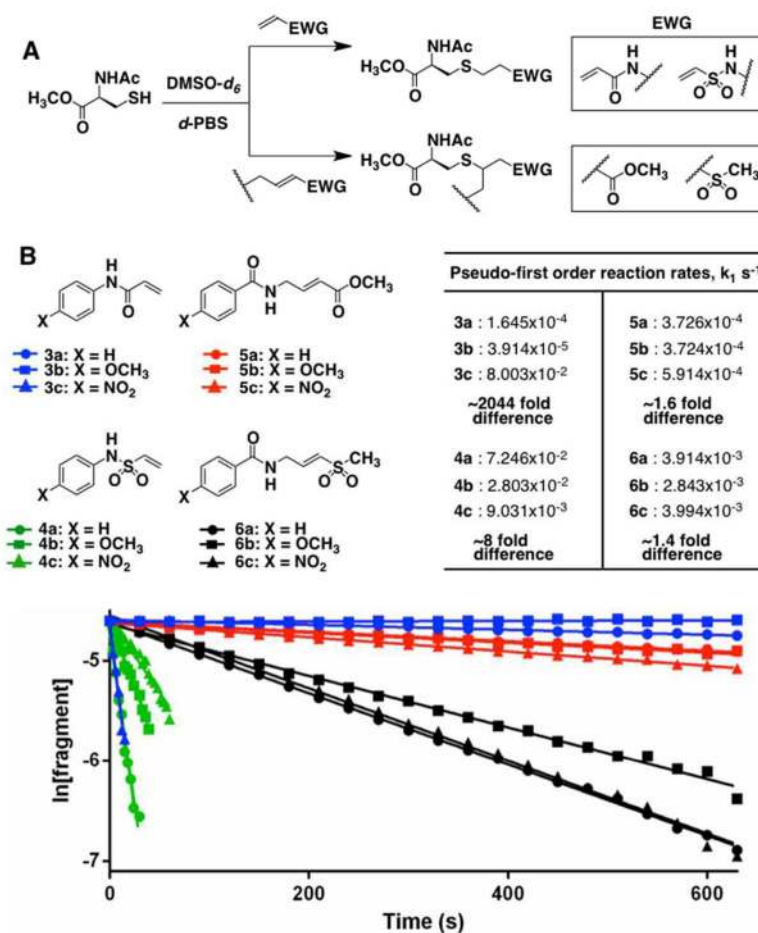 A
EWG
EWG
NHAc
H₃CO
SH
O
DMSO-d₆
d-PBS
NHAc
H₃CO
S
EWG
O
H
N
O
H
N
S
O O
EWG
NHAc
H₃CO
S
EWG
O
OCH₃
O
CH₃
S
O O
B
H
N
O
X
O
N
H
OCH₃
O
X
3a: X = H
3b: X = OCH₃
3c: X = NO₂
5a: X = H
5b: X = OCH₃
5c: X = NO₂
H
N
S
O O
X
O
N
H
CH₃
S
O O
X
4a: X = H
4b: X = OCH₃
4c: X = NO₂
6a: X = H
6b: X = OCH₃
6c: X = NO₂
Pseudo-first order reaction rates, k₁ s⁻¹
3a : 1.645x10⁻⁴
3b : 3.914x10⁻⁵
3c : 8.003x10⁻²
~2044 fold
difference
5a : 3.726x10⁻⁴
5b : 3.724x10⁻⁴
5c : 5.914x10⁻⁴
~1.6 fold
difference
4a : 7.246x10⁻²
4b : 2.803x10⁻²
4c : 9.031x10⁻³
~8 fold
difference
6a : 3.914x10⁻³
6b : 2.843x10⁻³
6c : 3.994x10⁻³
~1.4 fold
difference
ln[fragment]
-5
-6
-7
0
200
400
600
Time (s)